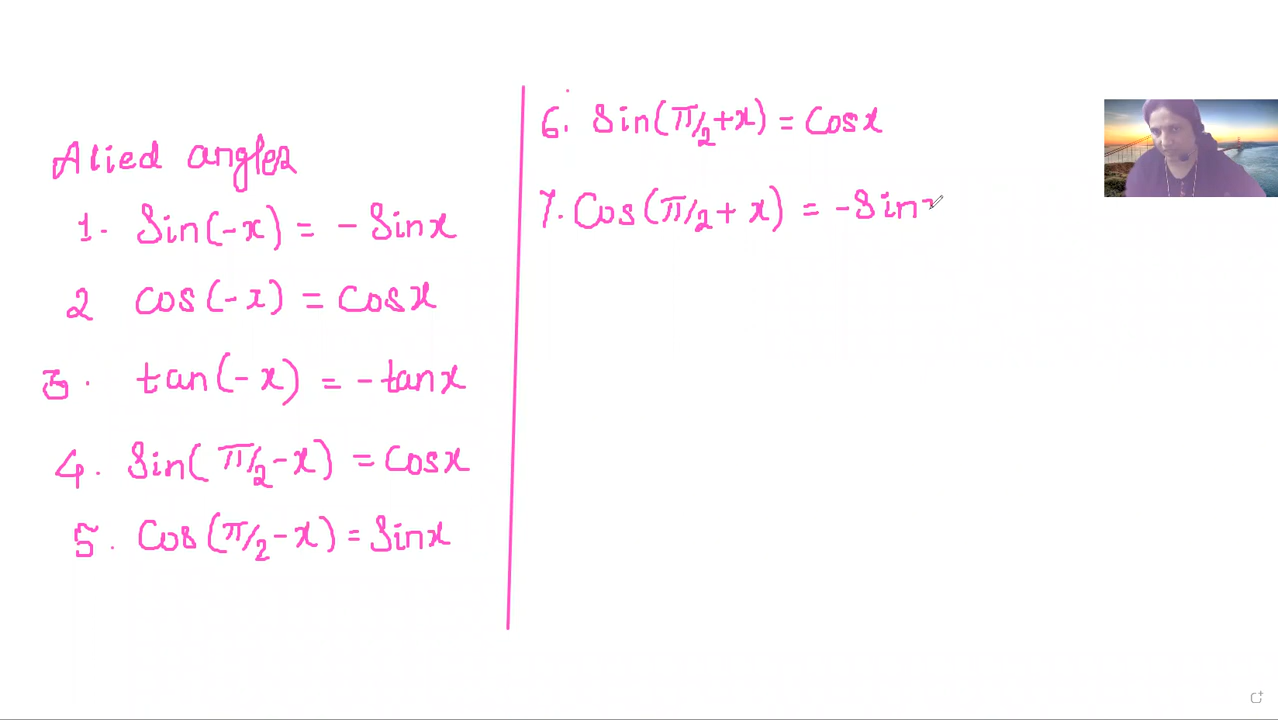 Alied angles
1. Sin(-x) = - Sinx
2 cos(-x) = Cosx
3. tan(-x) = -tanx
4. Sin(π/2-x) = Cosx
5. Cos(π/2-x) = Sinx
6. Sin(π/2+x) = Cosx
7. Cos(π/2+x) = -Sinx